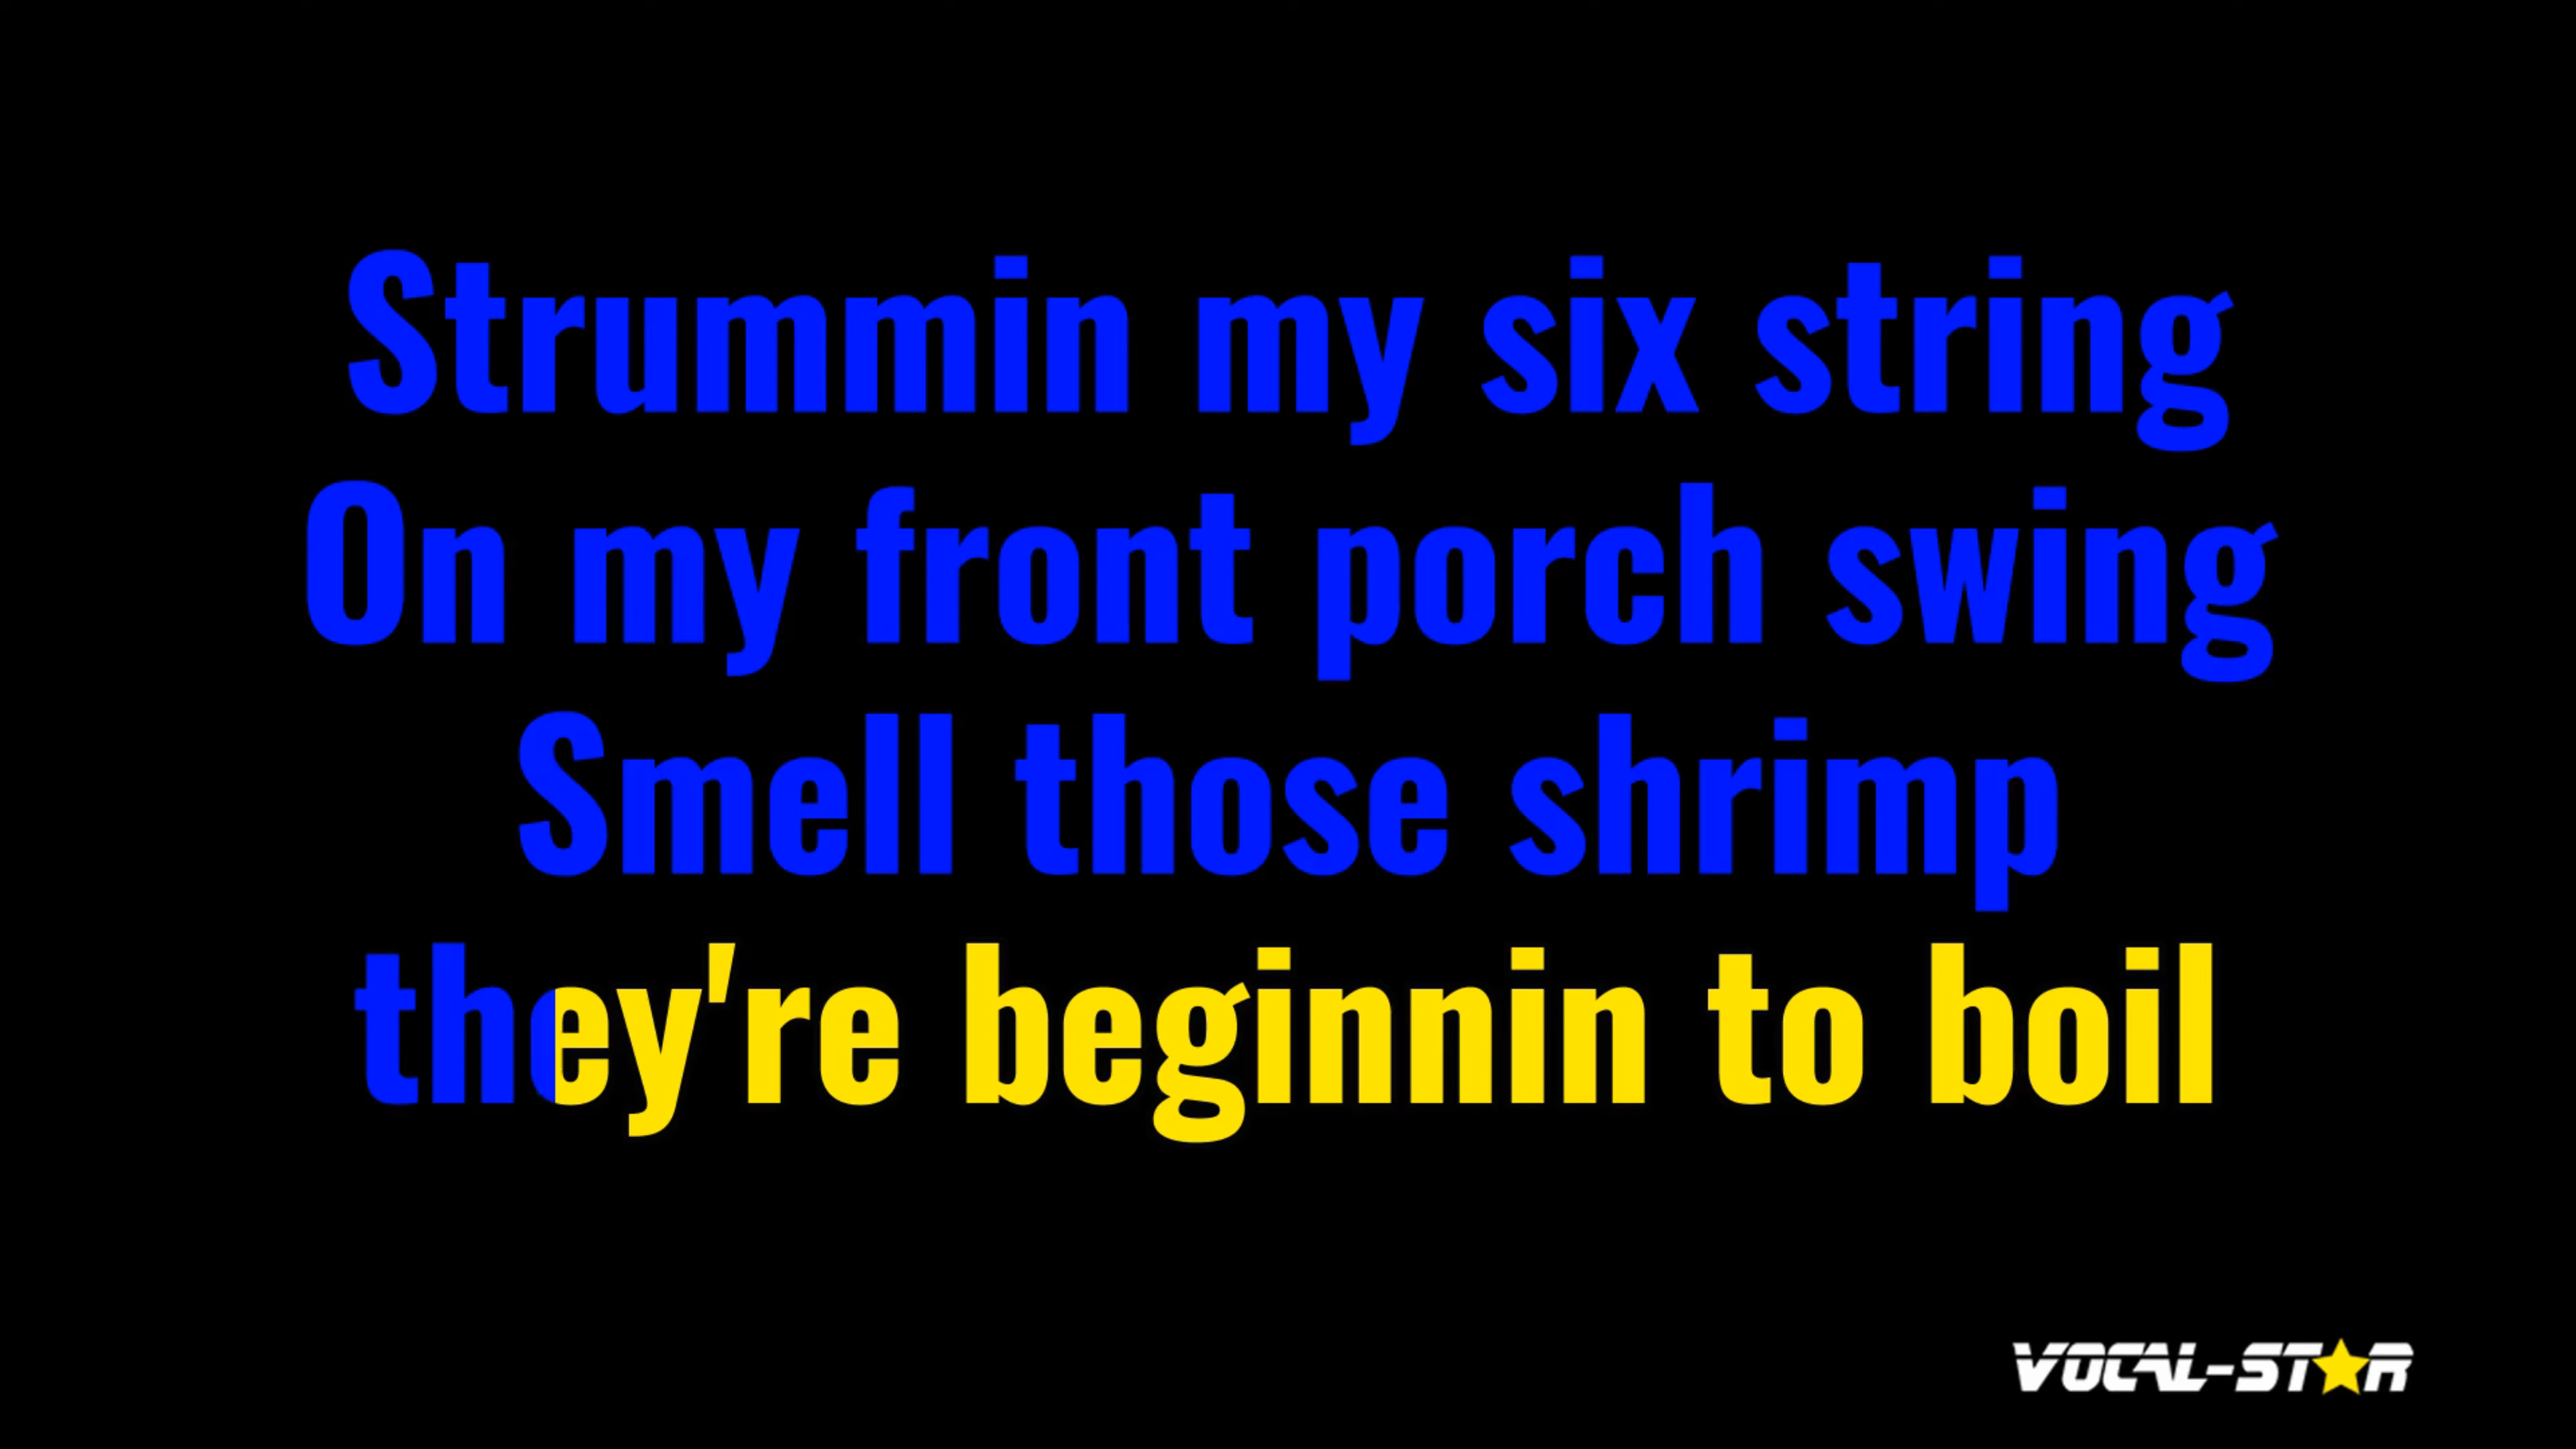 Strummin my six string
On my front porch swing
Smell those shrimp
they're beginnin to boil
VOCAL-STAR